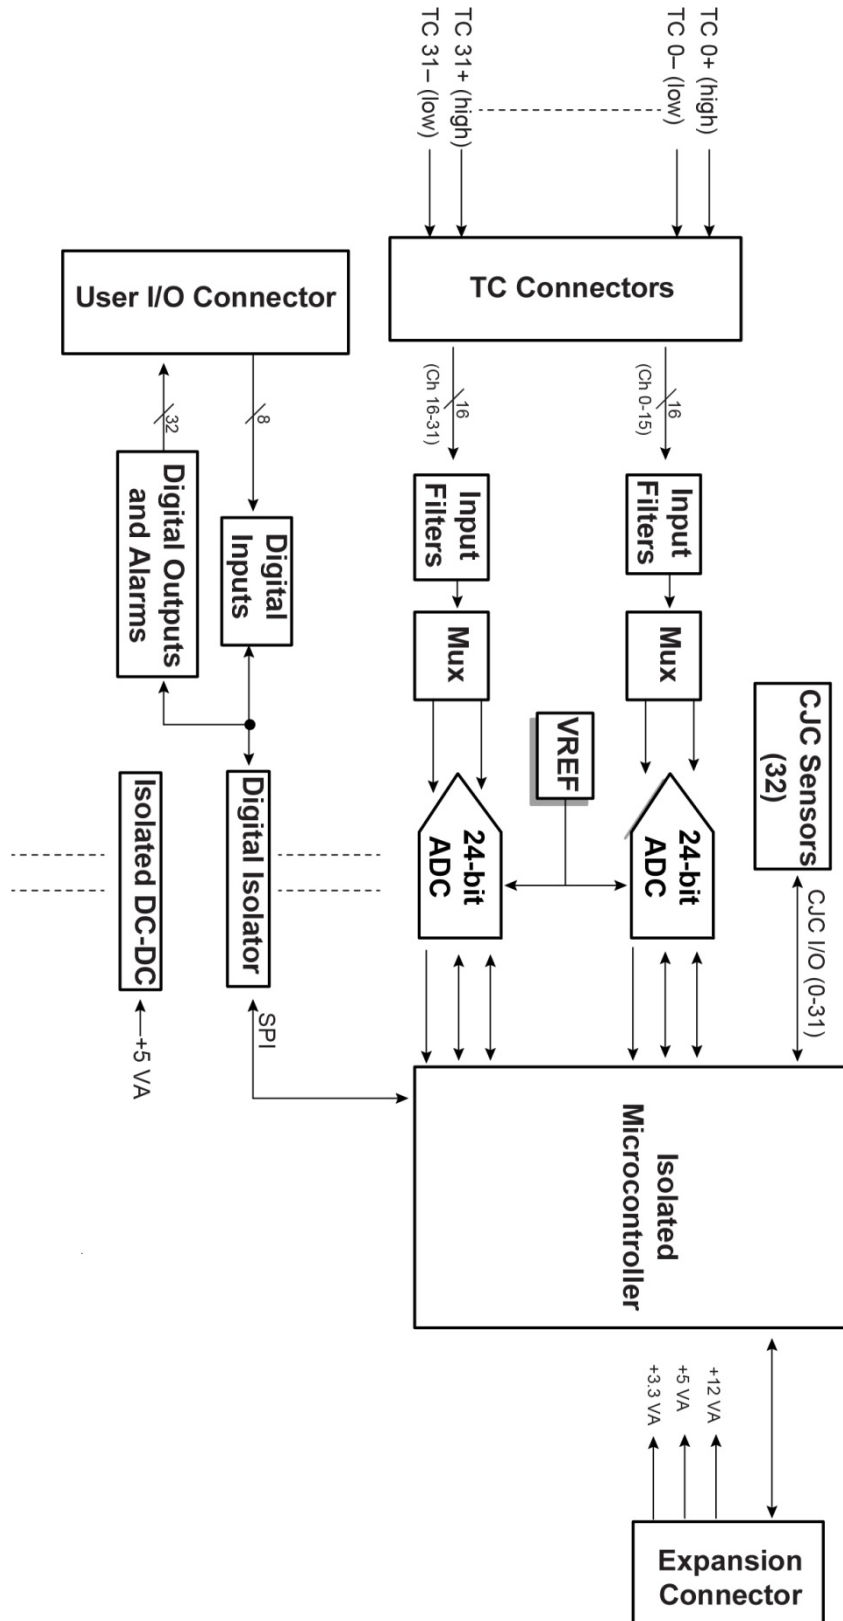 TC 31– (low)
TC 31+ (high)
TC 0– (low)
TC 0+ (high)
User I/O Connector
TC Connectors
32
8
16
(Ch 16-31)
16
(Ch 0-15)
Digital Outputs
and Alarms
Digital
Inputs
Input
Filters
Input
Filters
Mux
Mux
VREF
CJC Sensors
(32)
Isolated DC-DC
Digital Isolator
24-bit
ADC
24-bit
ADC
CJC I/O (0-31)
+5 VA
SPI
Isolated
Microcontroller
+3.3 VA
+5 VA
+12 VA
Expansion
Connector